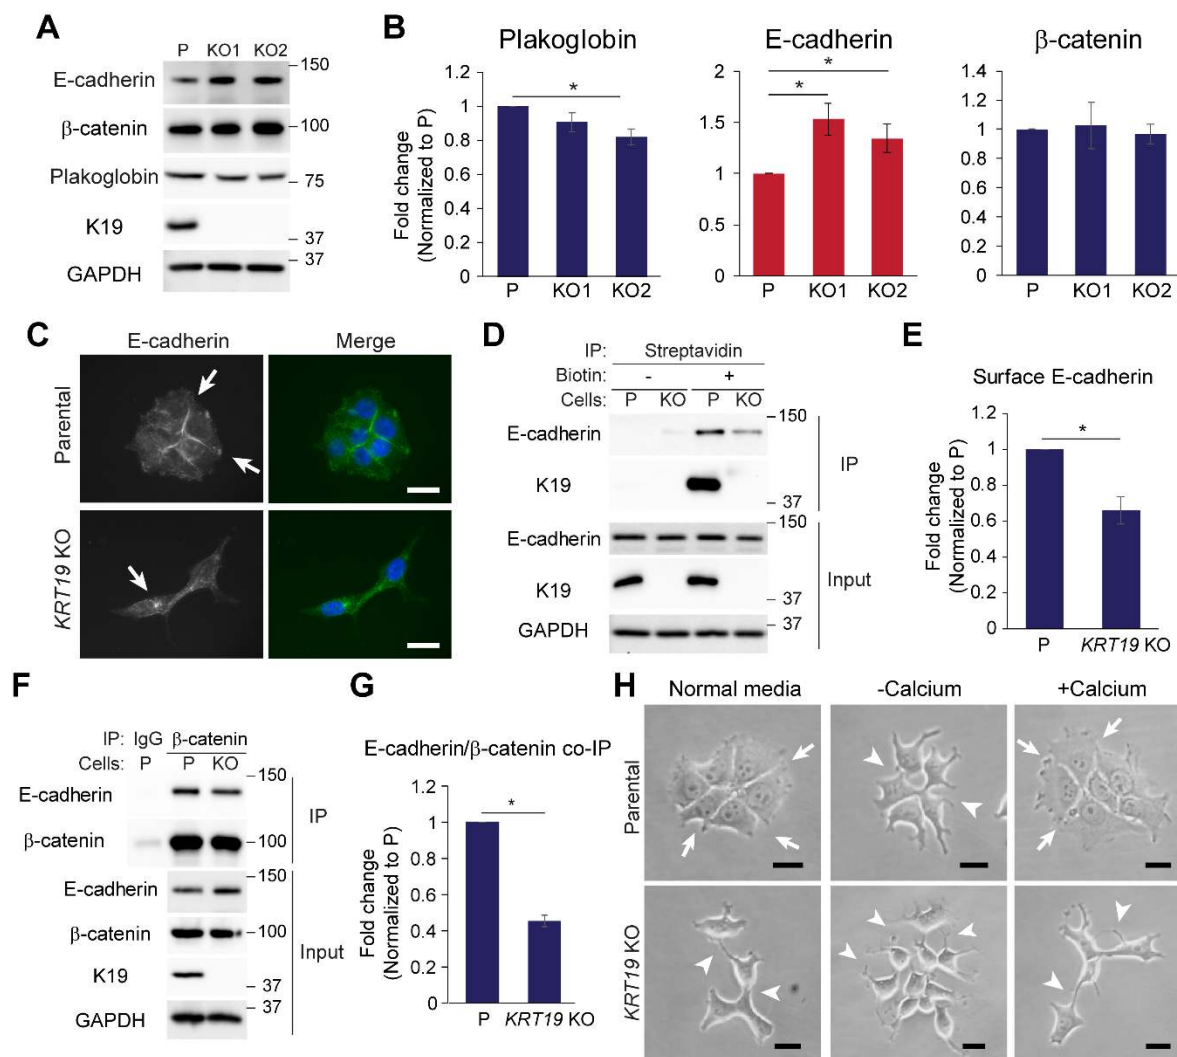 A
P KO1 KO2
E-cadherin 150
β-catenin 100
Plakoglobin 75
K19
37
37
GAPDH
B
Plakoglobin
Fold change
(Normalized to P)
1.2
1
0.8
0.6
0.4
0.2
0
*
P KO1 KO2
E-cadherin
2
1.5
1
0.5
0
*
*
P KO1 KO2
β-catenin
1.4
1.2
1
0.8
0.6
0.4
0.2
0
P KO1 KO2
C
E-cadherin Merge
Parental
KRT19 KO
D
IP: Streptavidin
Biotin: - +
Cells: P KO P KO
150
E-cadherin
K19
37
IP
150
E-cadherin
K19
37
37
GAPDH
Input
E
Surface E-cadherin
Fold change
(Normalized to P)
1.2
1
0.8
0.6
0.4
0.2
0
*
P KRT19 KO
F
IP: IgG β-catenin
Cells: P P KO
150
E-cadherin
β-catenin 100
IP
150
E-cadherin
β-catenin 100
K19
37
GAPDH
Input
G
E-cadherin/β-catenin co-IP
Fold change
(Normalized to P)
1.2
1
0.8
0.6
0.4
0.2
0
*
P KRT19 KO
H
Normal media -Calcium +Calcium
Parental
KRT19 KO